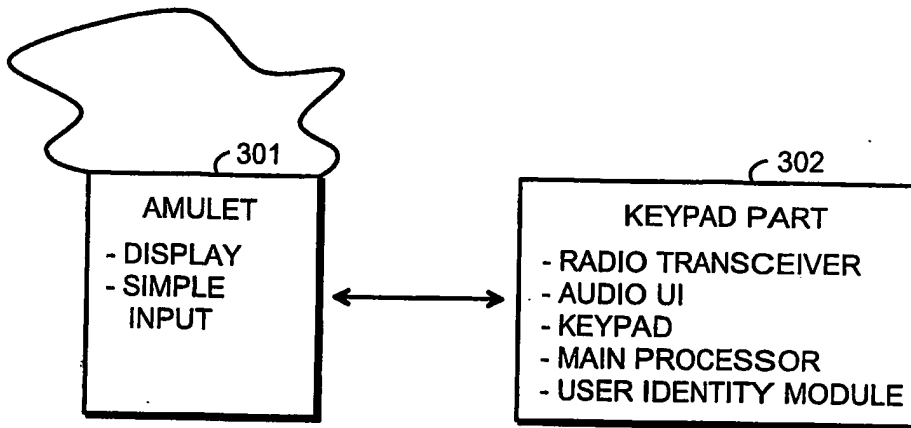 301
AMULET
- DISPLAY
- SIMPLE
INPUT
302
KEYPAD PART
- RADIO TRANSCEIVER
- AUDIO UI
- KEYPAD
- MAIN PROCESSOR
- USER IDENTITY MODULE